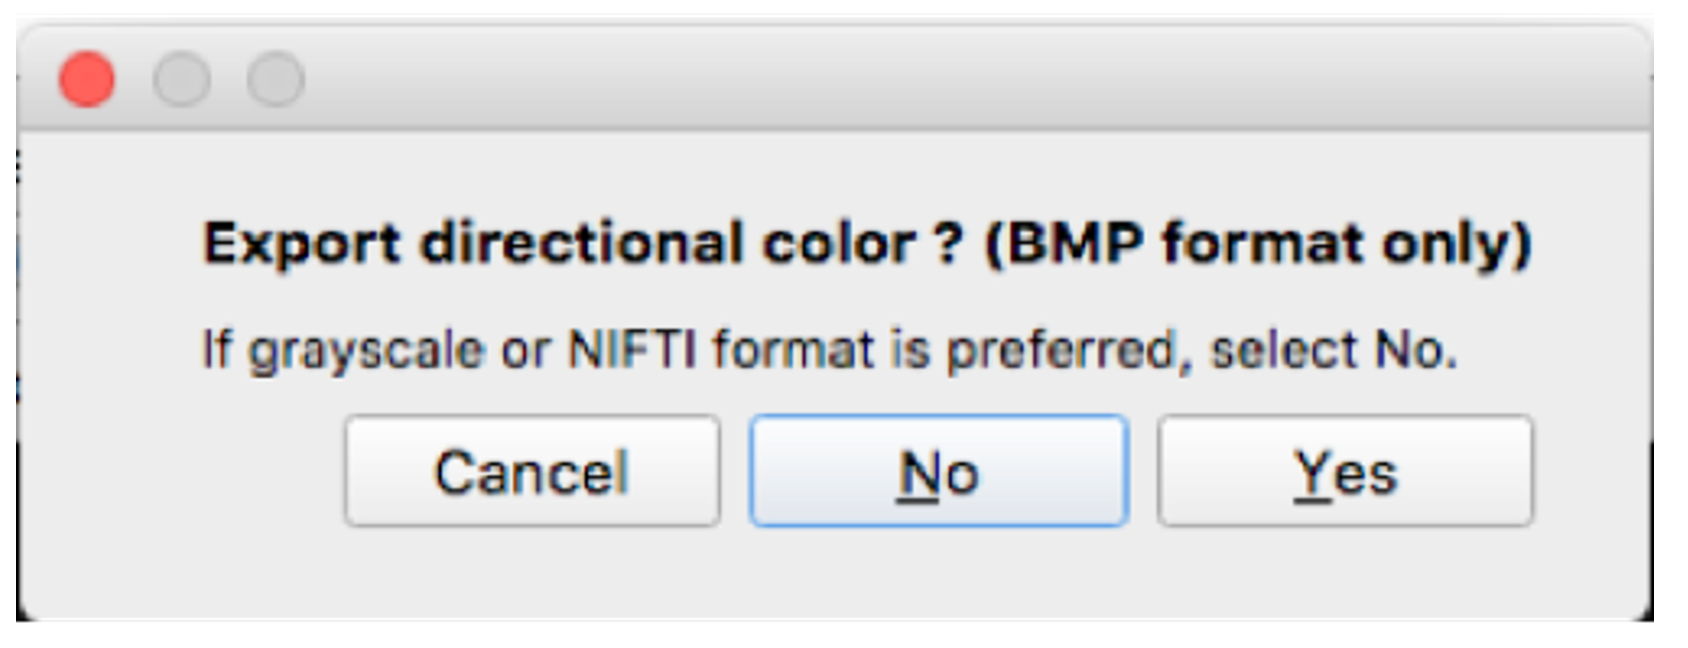 Export directional color ? (BMP format only)
If grayscale or NIFTI format is preferred, select No.
Cancel No Yes